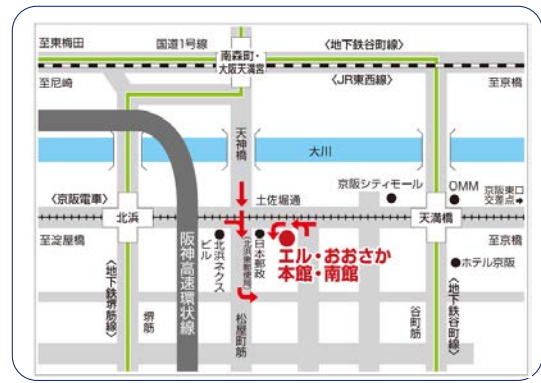 至東梅田
国道1号線
〈地下鉄谷町線〉
南森町・
大阪天満宮
〈JR東西線〉
至尼崎
至京橋
天神橋
大川
京阪シティモール
OMM
京阪東口
交差点
〈京阪電車〉
北浜
土佐堀通
天満橋
至淀屋橋
至京橋
阪神高速環状線
北浜ネクス
ビル
(北浜東郵便局)
日本郵政
エル・おおさか
本館・南館
ホテル京阪
〈地下鉄堺筋線〉
堺筋
松屋町筋
谷町筋
〈地下鉄谷町線〉